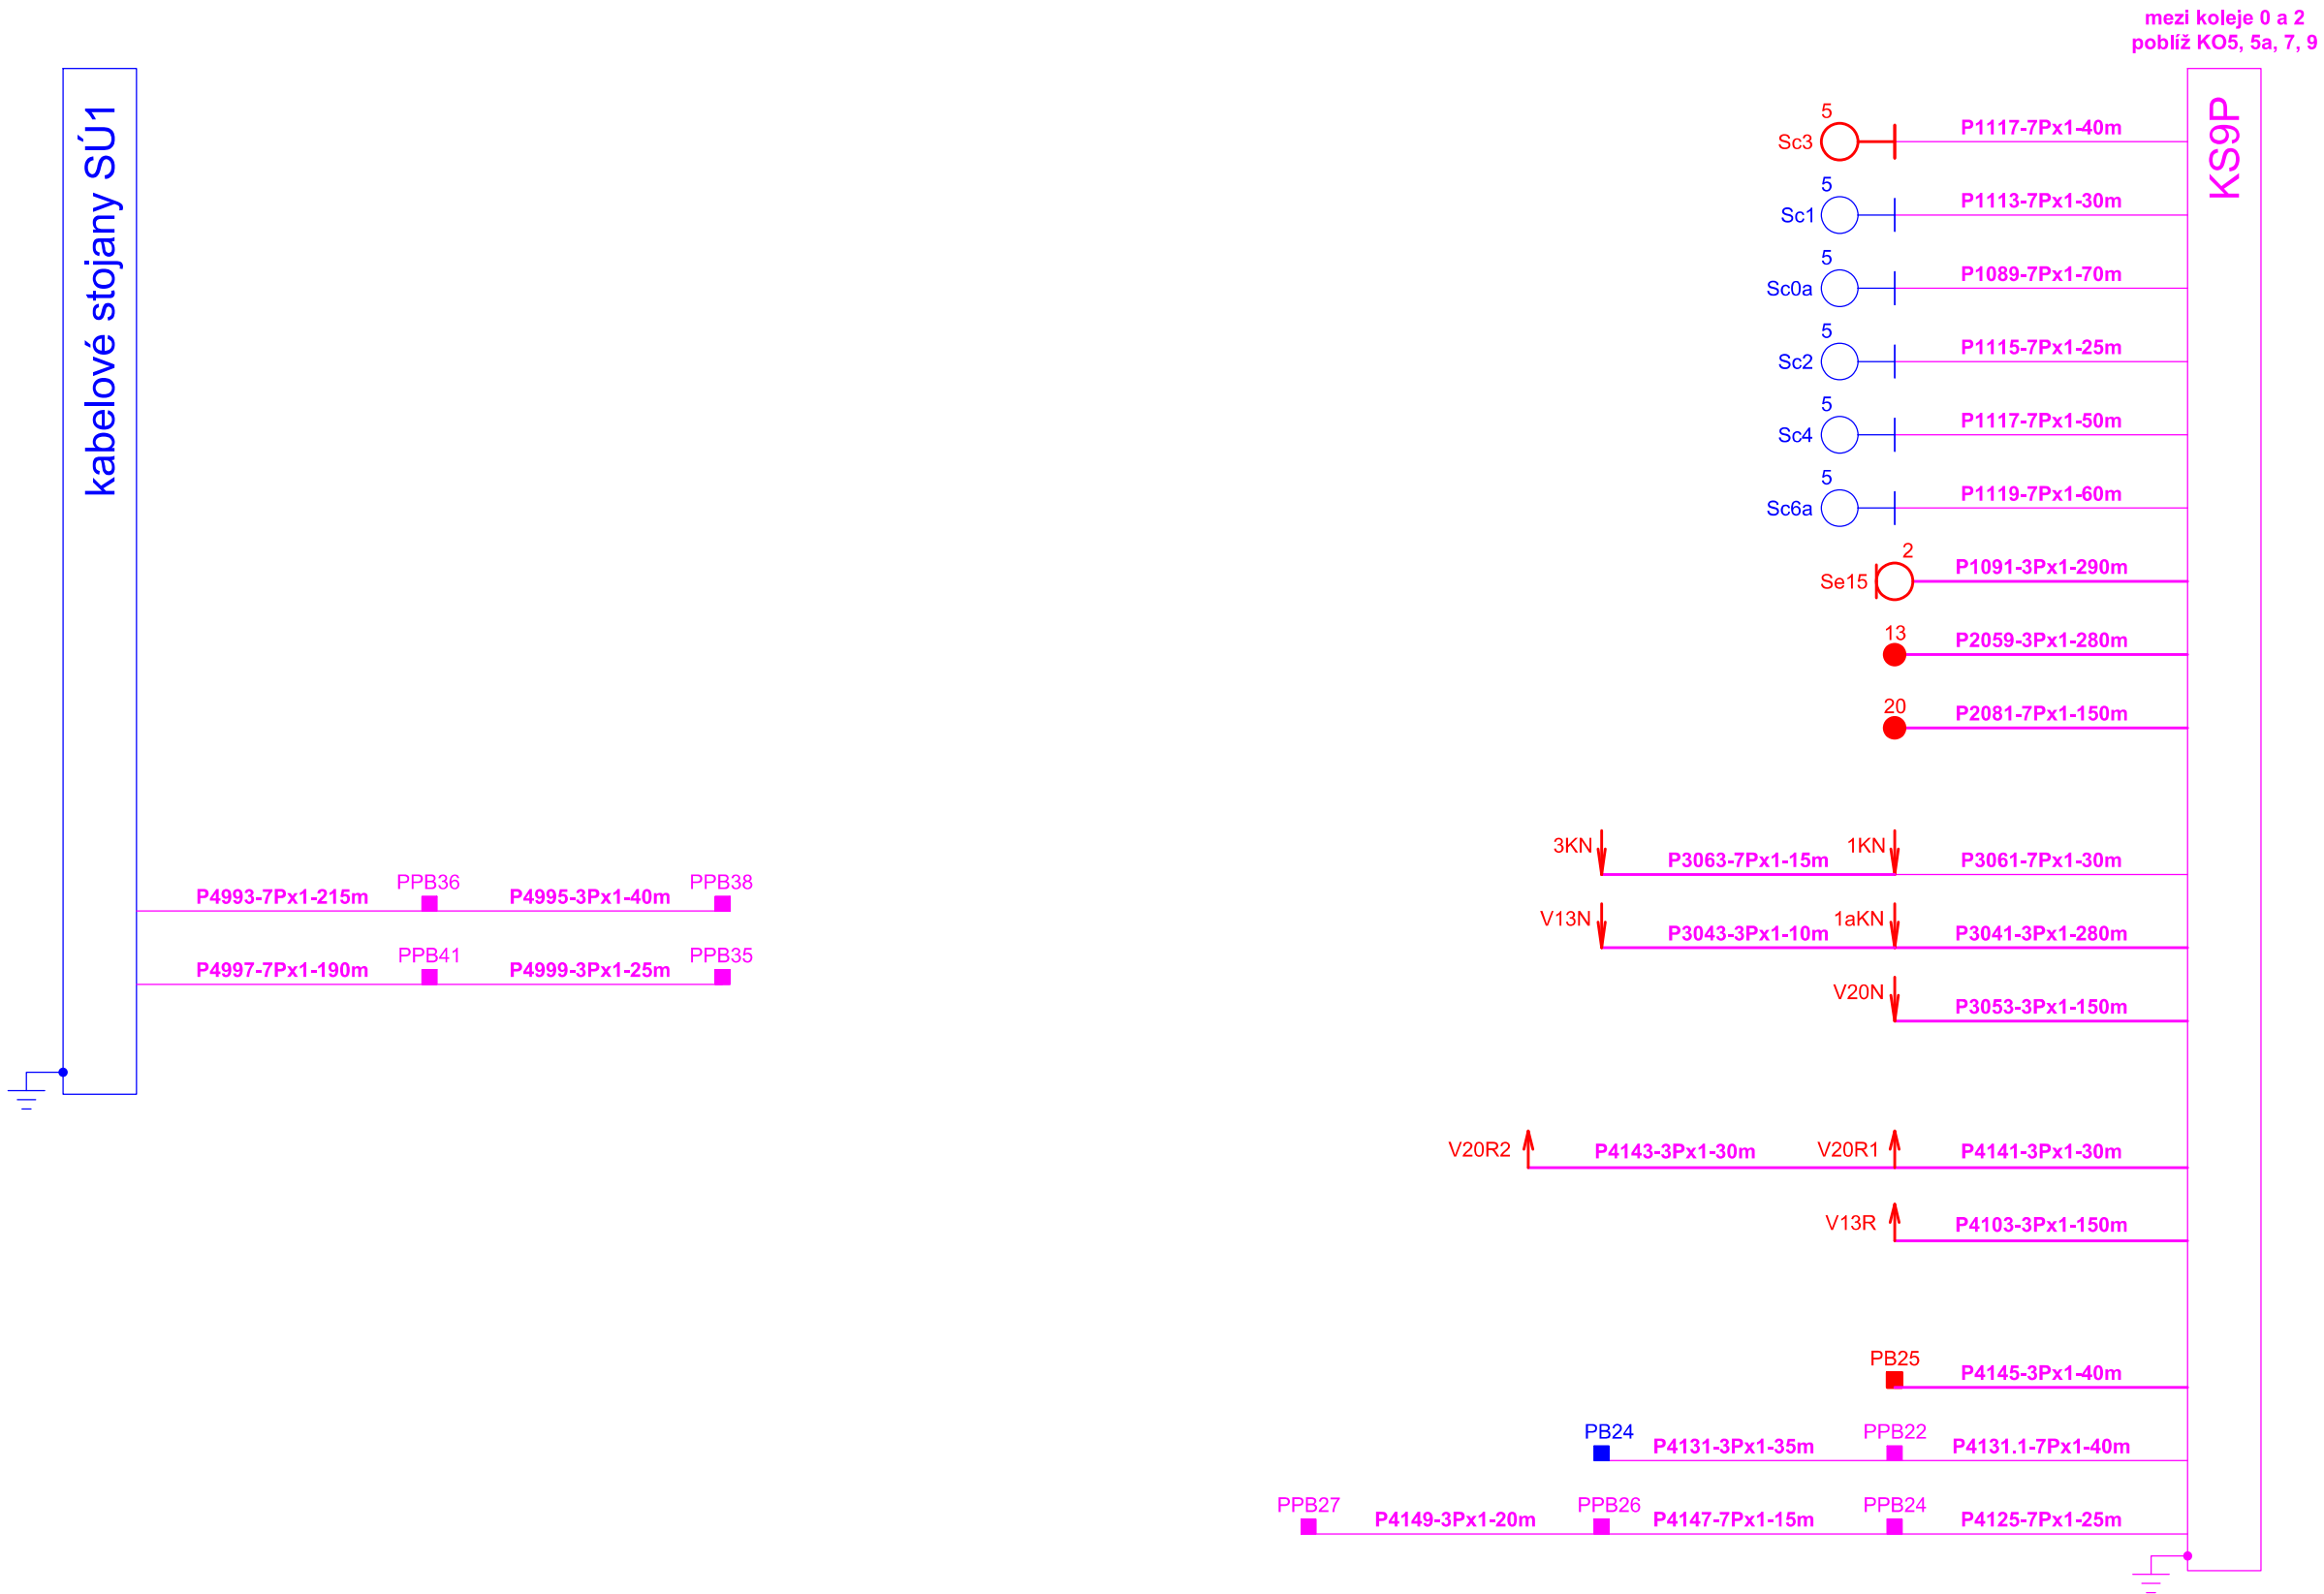 mezi koleje 0 a 2
poblíž KO5, 5a, 7, 9
kabelové stojany SÚ1
KS9P
5
Sc3
P1117-7Px1-40m
5
Sc1
P1113-7Px1-30m
5
Sc0a
P1089-7Px1-70m
5
Sc2
P1115-7Px1-25m
5
Sc4
P1117-7Px1-50m
5
Sc6a
P1119-7Px1-60m
2
Se15
P1091-3Px1-290m
13
P2059-3Px1-280m
20
P2081-7Px1-150m
3KN
P3063-7Px1-15m
1KN
P3061-7Px1-30m
PPB36
PPB38
P4993-7Px1-215m
P4995-3Px1-40m
V13N
P3043-3Px1-10m
1aKN
P3041-3Px1-280m
PPB41
PPB35
P4997-7Px1-190m
P4999-3Px1-25m
V20N
P3053-3Px1-150m
V20R2
P4143-3Px1-30m
V20R1
P4141-3Px1-30m
V13R
P4103-3Px1-150m
PB25
P4145-3Px1-40m
PB24
P4131-3Px1-35m
PPB22
P4131.1-7Px1-40m
PPB27
P4149-3Px1-20m
PPB26
P4147-7Px1-15m
PPB24
P4125-7Px1-25m